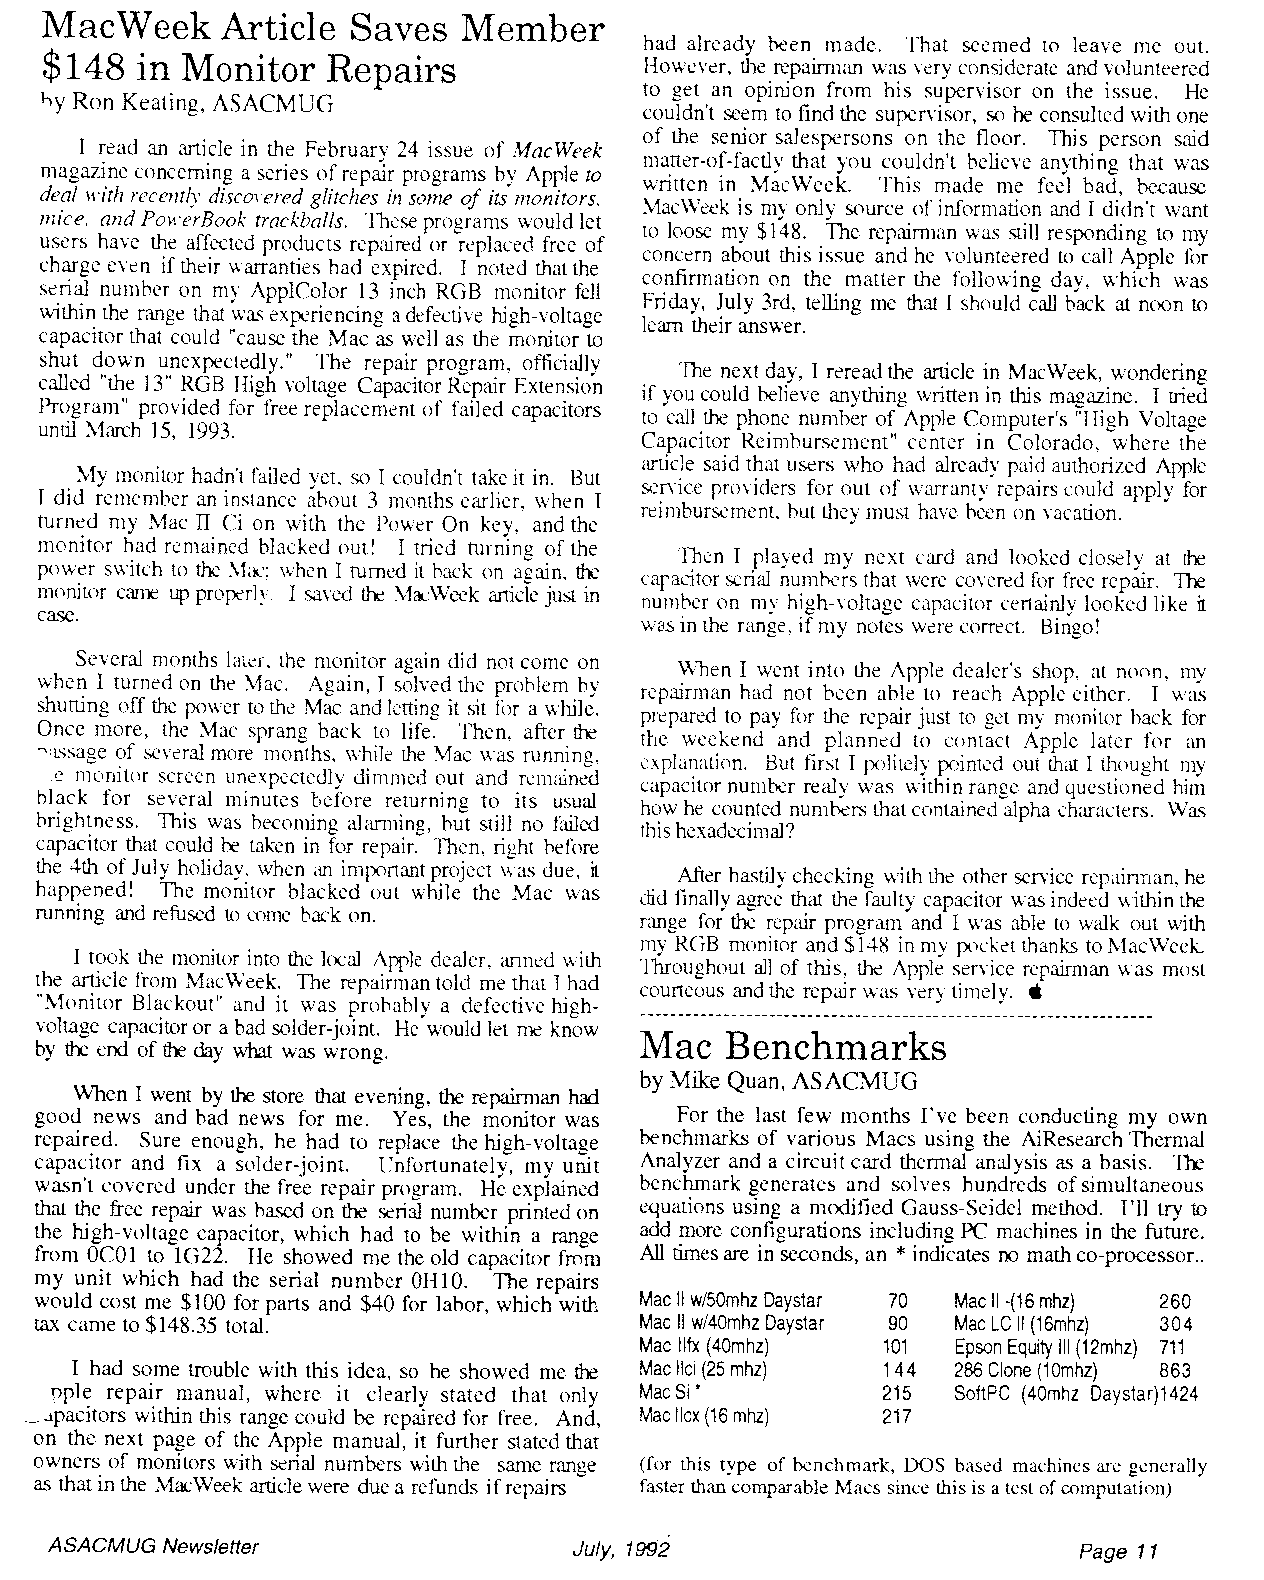 MacWeek Article Saves Member
$148 in Monitor Repairs
by Ron Keating, ASACMUG
I read an article in the February 24 issue of MacWeek
magazine concerning a series of repair programs by Apple to
deal with recently discovered glitches in some of its monitors,
mice, and PowerBook trackballs. These programs would let
users have the affected products repaired or replaced free of
charge even if their warranties had expired. I noted that the
serial number on my ApplColor 13 inch RGB monitor fell
within the range that was experiencing a defective high-voltage
capacitor that could "cause the Mac as well as the monitor to
shut down unexpectedly." The repair program, officially
called "the 13" RGB High voltage Capacitor Repair Extension
Program" provided for free replacement of failed capacitors
until March 15, 1993.
My monitor hadn't failed yet, so I couldn't take it in. But
I did remember an instance about 3 months earlier, when I
turned my Mac II Ci on with the Power On key, and the
monitor had remained blacked out! I tried turning of the
power switch to the Mac; when I turned it back on again, the
monitor came up properly. I saved the MacWeek article just in
case.
Several months later, the monitor again did not come on
when I turned on the Mac. Again, I solved the problem by
shutting off the power to the Mac and letting it sit for a while.
Once more, the Mac sprang back to life. Then, after the
passage of several more months, while the Mac was running,
.e monitor screen unexpectedly dimmed out and remained
black for several minutes before returning to its usual
brightness. This was becoming alarming, but still no failed
capacitor that could be taken in for repair. Then, right before
the 4th of July holiday, when an important project was due, it
happened! The monitor blacked out while the Mac was
running and refused to come back on.
I took the monitor into the local Apple dealer, armed with
the article from MacWeek. The repairman told me that I had
"Monitor Blackout" and it was probably a defective high-
voltage capacitor or a bad solder-joint. He would let me know
by the end of the day what was wrong.
When I went by the store that evening, the repairman had
good news and bad news for me. Yes, the monitor was
repaired. Sure enough, he had to replace the high-voltage
capacitor and fix a solder-joint. Unfortunately, my unit
wasn't covered under the free repair program. He explained
that the free repair was based on the serial number printed on
the high-voltage capacitor, which had to be within a range
from 0C01 to 1G22. He showed me the old capacitor from
my unit which had the serial number 0H10. The repairs
would cost me $100 for parts and $40 for labor, which with
tax came to $148.35 total.
I had some trouble with this idea, so he showed me the
pple repair manual, where it clearly stated that only
apacitors within this range could be repaired for free. And,
on the next page of the Apple manual, it further stated that
owners of monitors with serial numbers with the same range
as that in the MacWeek article were due a refunds if repairs
had already been made. That seemed to leave me out.
However, the repairman was very considerate and volunteered
to get an opinion from his supervisor on the issue. He
couldn't seem to find the supervisor, so he consulted with one
of the senior salespersons on the floor. This person said
matter-of-factly that you couldn't believe anything that was
written in MacWeek. This made me feel bad, because
MacWeek is my only source of information and I didn't want
to loose my $148. The repairman was still responding to my
concern about this issue and he volunteered to call Apple for
confirmation on the matter the following day, which was
Friday, July 3rd, telling me that I should call back at noon to
learn their answer.
The next day, I reread the article in MacWeek, wondering
if you could believe anything written in this magazine. I tried
to call the phone number of Apple Computer's "High Voltage
Capacitor Reimbursement" center in Colorado, where the
article said that users who had already paid authorized Apple
service providers for out of warranty repairs could apply for
reimbursement, but they must have been on vacation.
Then I played my next card and looked closely at the
capacitor serial numbers that were covered for free repair. The
number on my high-voltage capacitor certainly looked like it
was in the range, if my notes were correct. Bingo!
When I went into the Apple dealer's shop, at noon, my
repairman had not been able to reach Apple either. I was
prepared to pay for the repair just to get my monitor back for
the weekend and planned to contact Apple later for an
explanation. But first I politely pointed out that I thought my
capacitor number realy was within range and questioned him
how he counted numbers that contained alpha characters. Was
this hexadecimal?
After hastily checking with the other service repairman, he
did finally agree that the faulty capacitor was indeed within the
range for the repair program and I was able to walk out with
my RGB monitor and $148 in my pocket thanks to MacWeek.
Throughout all of this, the Apple service repairman was most
courteous and the repair was very timely.
Mac Benchmarks
by Mike Quan, ASACMUG
For the last few months I've been conducting my own
benchmarks of various Macs using the AiResearch Thermal
Analyzer and a circuit card thermal analysis as a basis. The
benchmark generates and solves hundreds of simultaneous
equations using a modified Gauss-Seidel method. I'll try to
add more configurations including PC machines in the future.
All times are in seconds, an * indicates no math co-processor..
Mac II w/50mhz Daystar 70 Mac II -(16 mhz) 260
Mac II w/40mhz Daystar 90 Mac LC II (16mhz) 304
Mac IIfx (40mhz) 101 Epson Equity III (12mhz) 711
Mac IIci (25 mhz) 144 286 Clone (10mhz) 863
Mac Si * 215 SoftPC (40mhz Daystar)1424
Mac IIcx (16 mhz) 217
(for this type of benchmark, DOS based machines are generally
faster than comparable Macs since this is a test of computation)
ASACMUG Newsletter July, 1992 Page 11